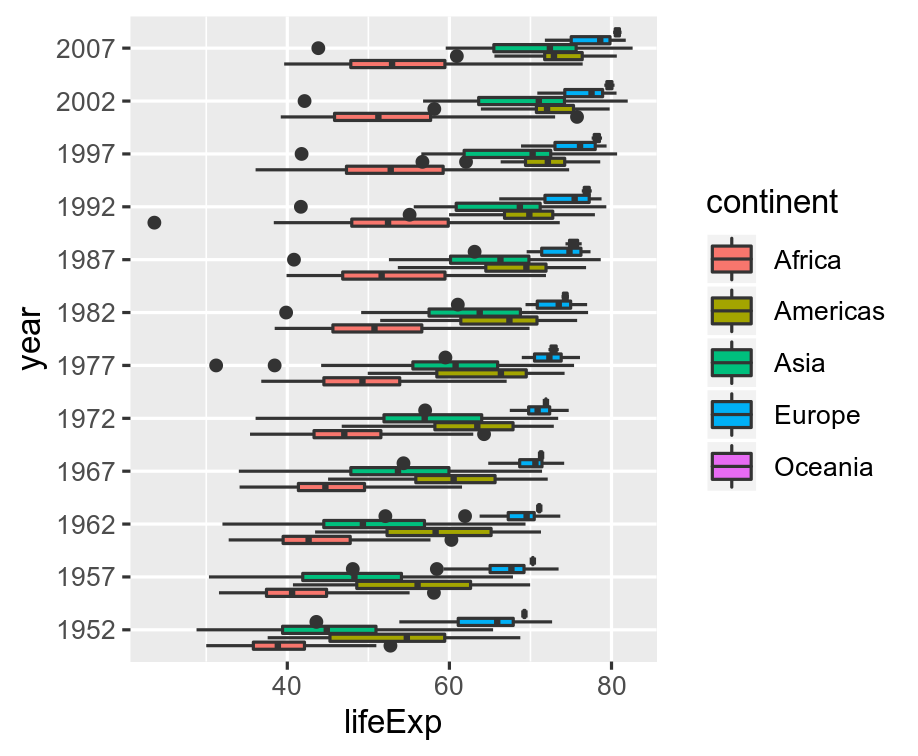 year
2007
2002
1997
1992
1987
1982
1977
1972
1967
1962
1957
1952
40 60 80
lifeExp
continent
Africa
Americas
Asia
Europe
Oceania